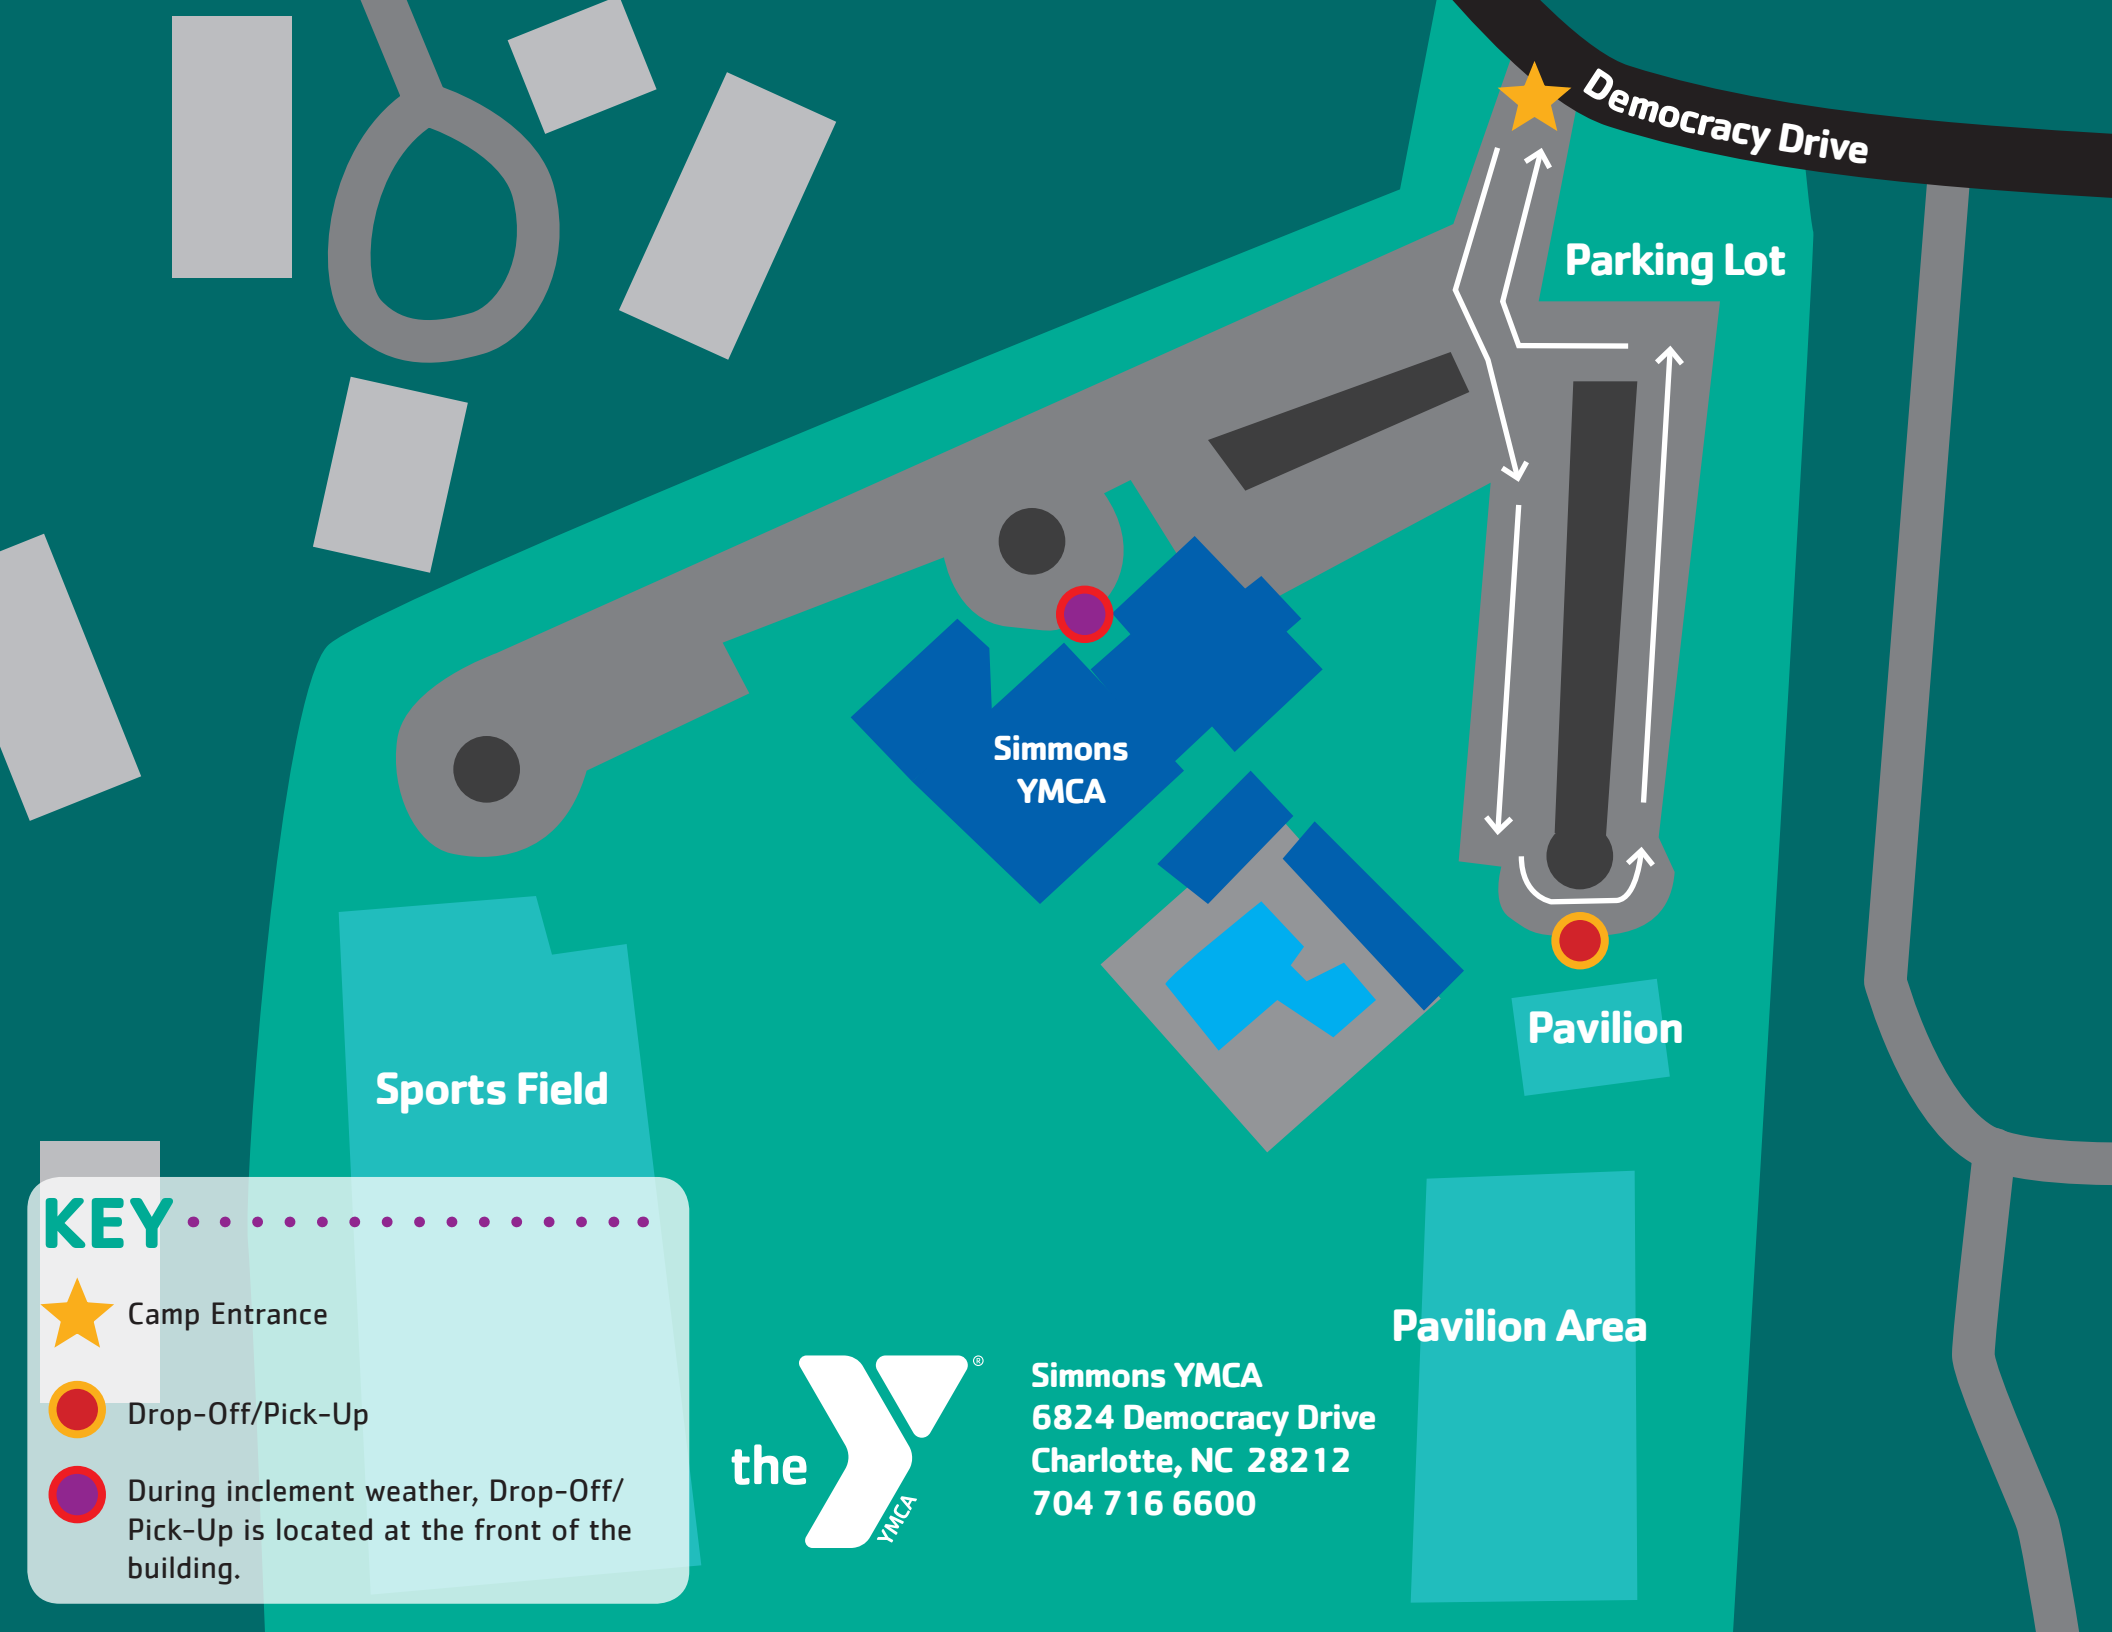 Democracy Drive
Parking Lot
Simmons
YMCA
Pavilion
Sports Field
KEY
Camp Entrance
Drop-Off/Pick-Up
During inclement weather, Drop-Off/
Pick-Up is located at the front of the
building.
Pavilion Area
the
YMCA
®
Simmons YMCA
6824 Democracy Drive
Charlotte, NC 28212
704 716 6600